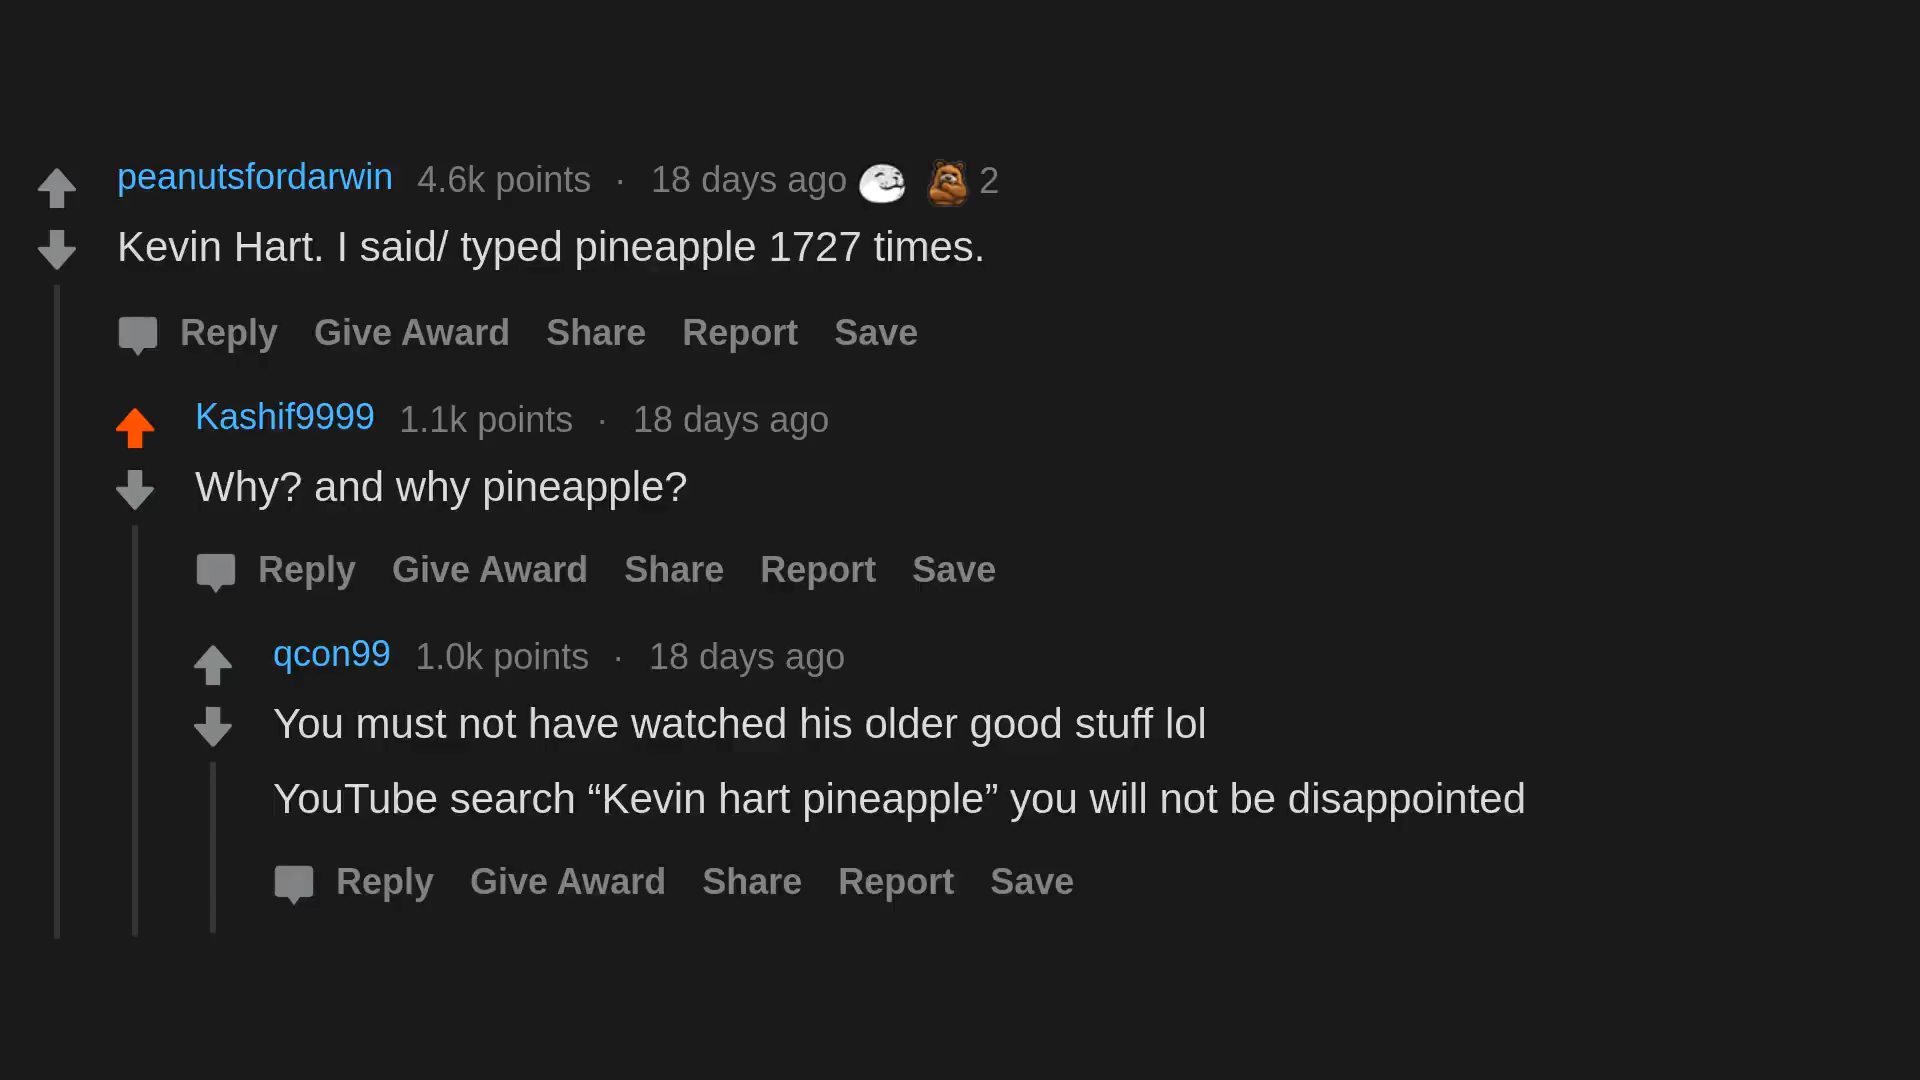 peanutsfordarwin 4.6k points · 18 days ago 2
Kevin Hart. I said/ typed pineapple 1727 times.
Reply Give Award Share Report Save
Kashif9999 1.1k points · 18 days ago
Why? and why pineapple?
Reply Give Award Share Report Save
qcon99 1.0k points · 18 days ago
You must not have watched his older good stuff lol
YouTube search “Kevin hart pineapple” you will not be disappointed
Reply Give Award Share Report Save